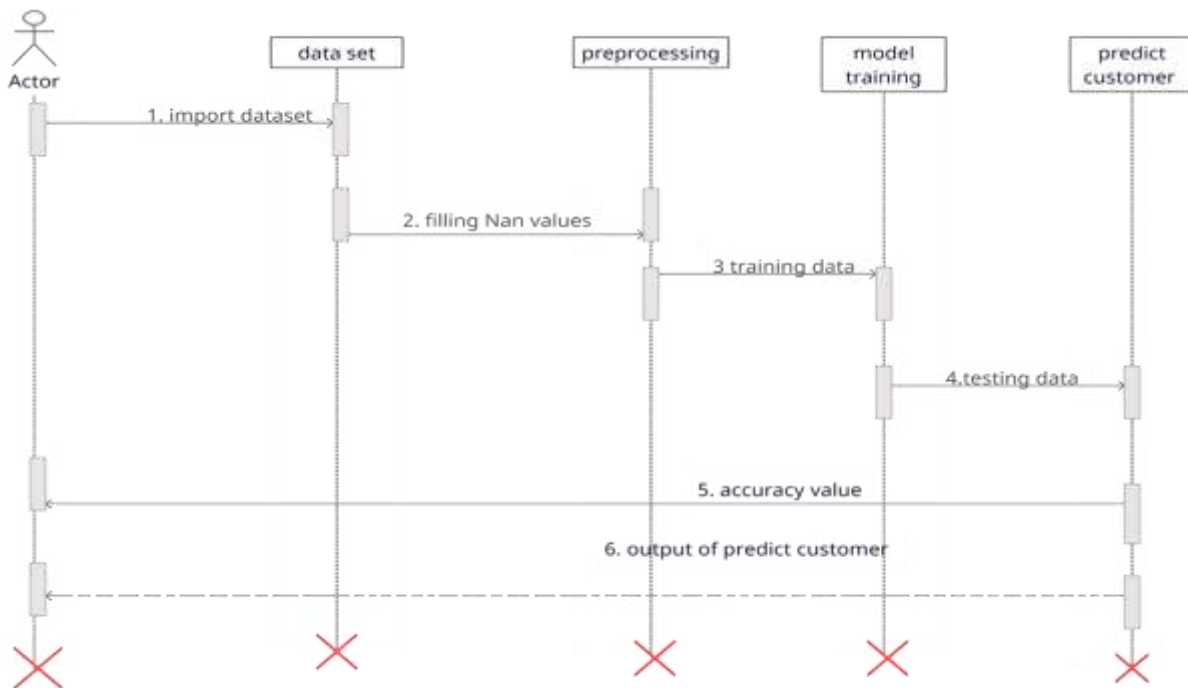 Actor
data set
preprocessing
model
training
predict
customer
1. import dataset
2. filling Nan values
3 training data
4.testing data
5. accuracy value
6. output of predict customer